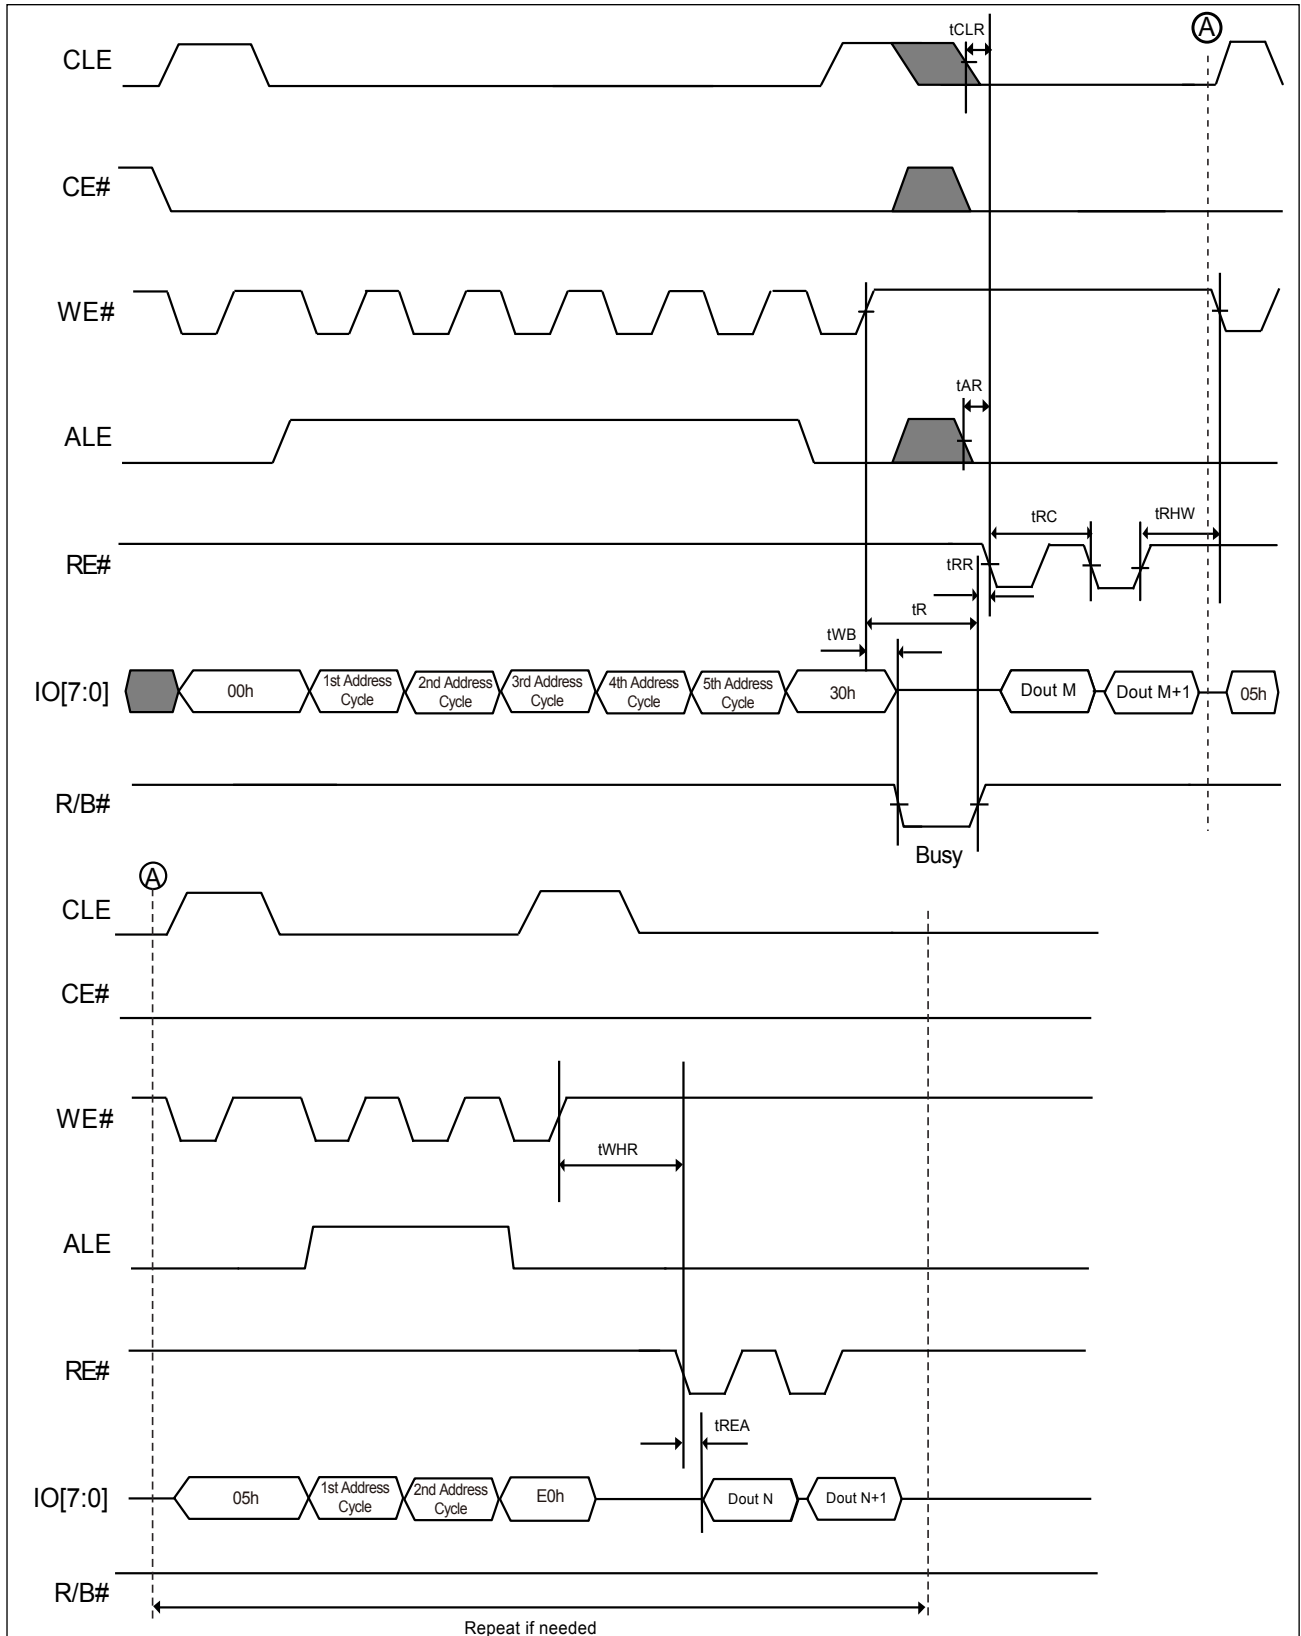 tCLR
A
CLE
CE#
WE#
tAR
ALE
tRC
tRHW
RE#
tRR
tR
tWB
IO[7:0]
00h
1st Address Cycle
2nd Address Cycle
3rd Address Cycle
4th Address Cycle
5th Address Cycle
30h
Dout M
Dout M+1
05h
R/B#
Busy
A
CLE
CE#
WE#
tWHR
ALE
RE#
tREA
IO[7:0]
05h
1st Address Cycle
2nd Address Cycle
E0h
Dout N
Dout N+1
R/B#
Repeat if needed